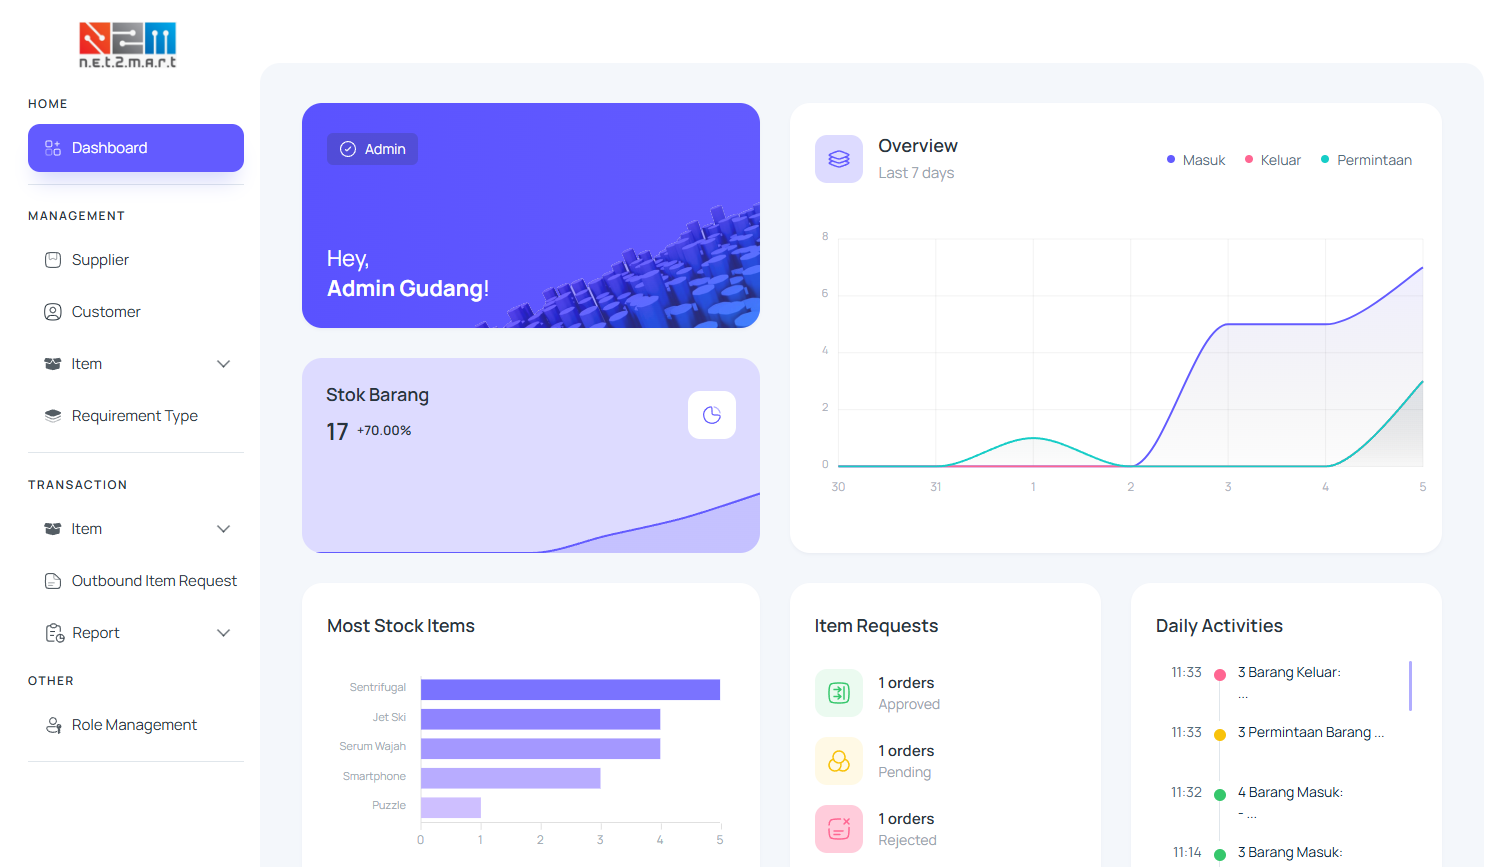 n.e.t.2.m.a.r.t
HOME
Dashboard
MANAGEMENT
Supplier
Customer
Item
Requirement Type
TRANSACTION
Item
Outbound Item Request
Report
OTHER
Role Management
Admin
Hey,
Admin Gudang!
Stok Barang
17 +70.00%
Overview
Last 7 days
Masuk Keluar Permintaan
8
6
4
2
0
30 31 1 2 3 4 5
Most Stock Items
Sentrifugal
Jet Ski
Serum Wajah
Smartphone
Puzzle
0 1 2 3 4 5
Item Requests
1 orders
Approved
1 orders
Pending
1 orders
Rejected
Daily Activities
11:33 3 Barang Keluar:
...
11:33 3 Permintaan Barang ...
11:32 4 Barang Masuk:
- ...
11:14 3 Barang Masuk: